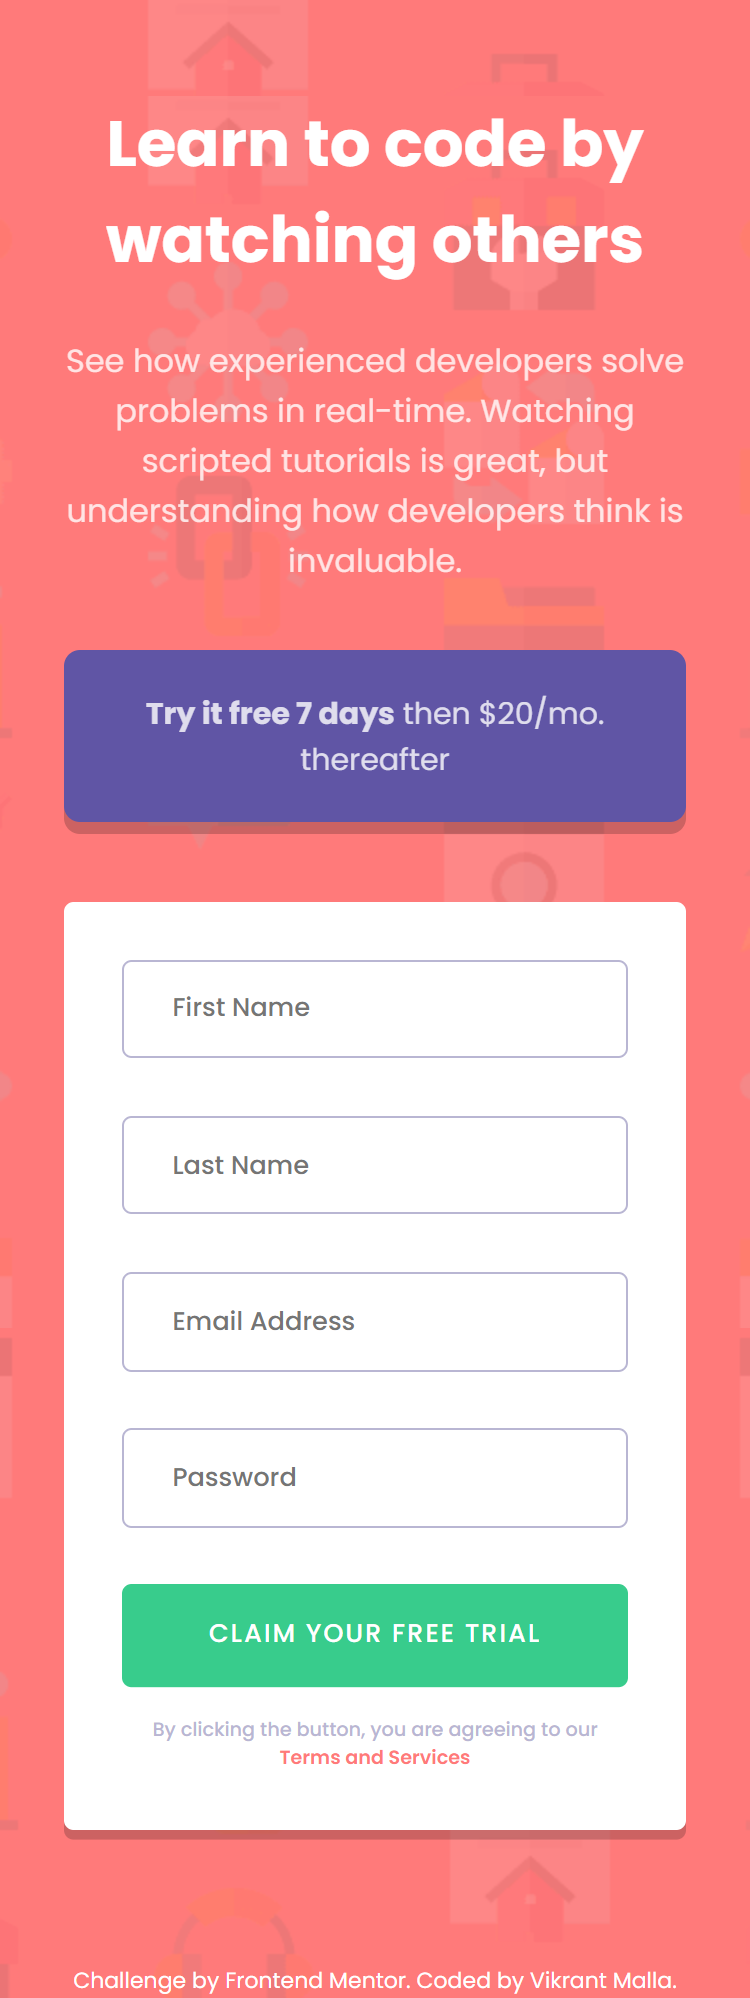 Learn to code by
watching others
See how experienced developers solve
problems in real-time. Watching
scripted tutorials is great, but
understanding how developers think is
invaluable.
Try it free 7 days then $20/mo.
thereafter
First Name
Last Name
Email Address
Password
CLAIM YOUR FREE TRIAL
By clicking the button, you are agreeing to our
Terms and Services
Challenge by Frontend Mentor. Coded by Vikrant Malla.